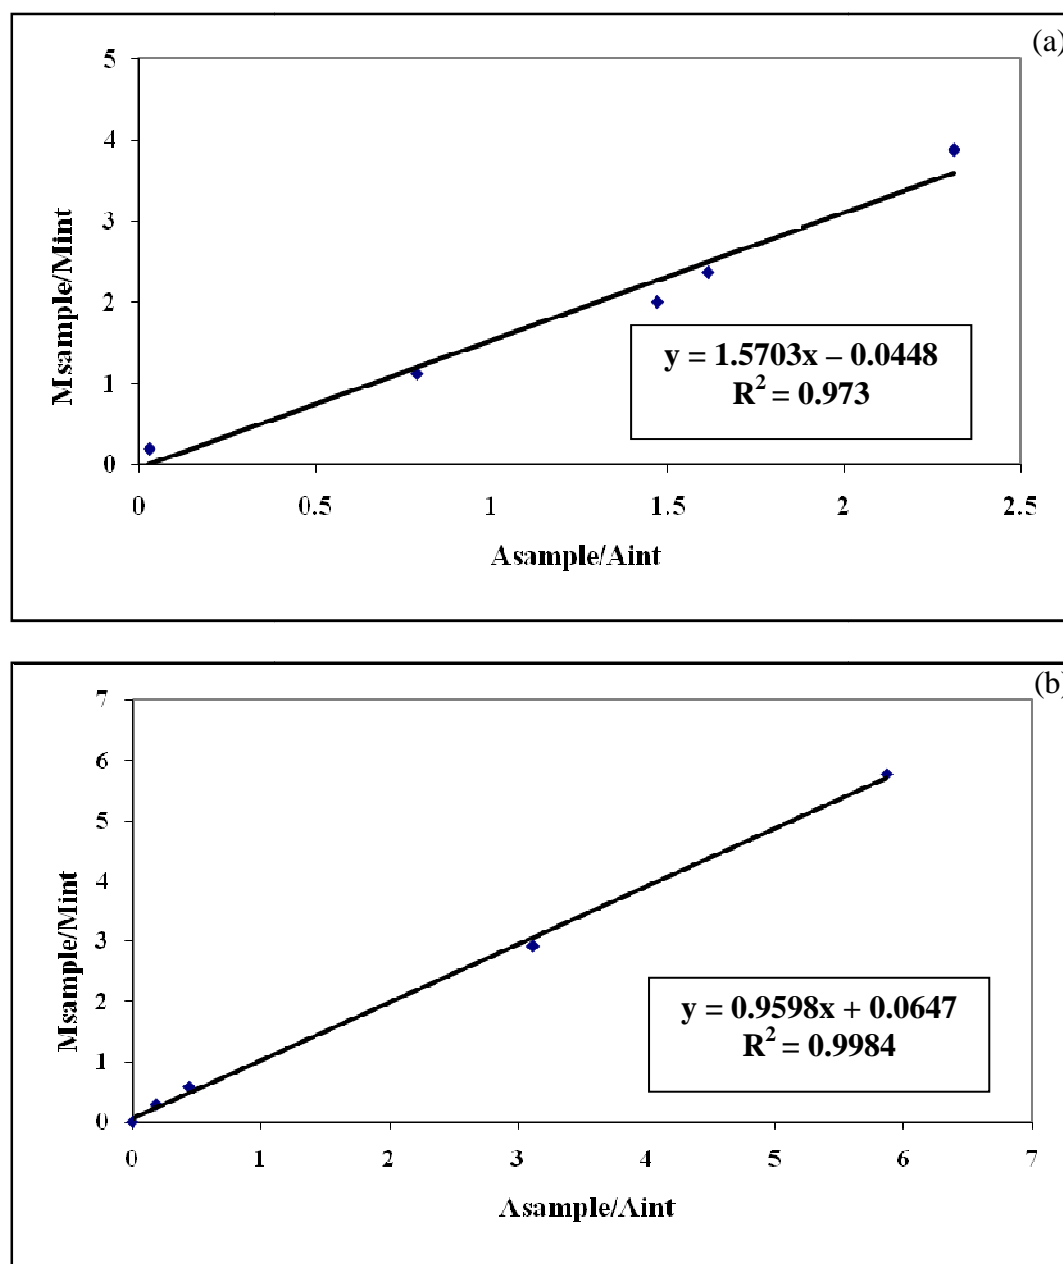 (a)
5
4
3
2
1
0
Msample/Mint
y = 1.5703x – 0.0448
R² = 0.973
0 0.5 1 1.5 2 2.5
Asample/Aint
(b)
7
6
5
4
3
2
1
0
Msample/Mint
y = 0.9598x + 0.0647
R² = 0.9984
0 1 2 3 4 5 6 7
Asample/Aint